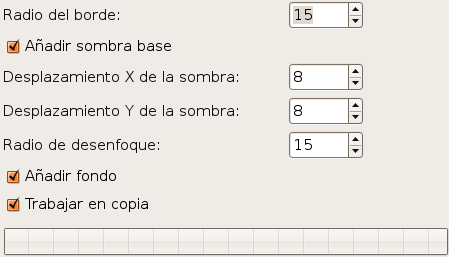 Radio del borde: 15
Añadir sombra base
Desplazamiento X de la sombra: 8
Desplazamiento Y de la sombra: 8
Radio de desenfoque: 15
Añadir fondo
Trabajar en copia